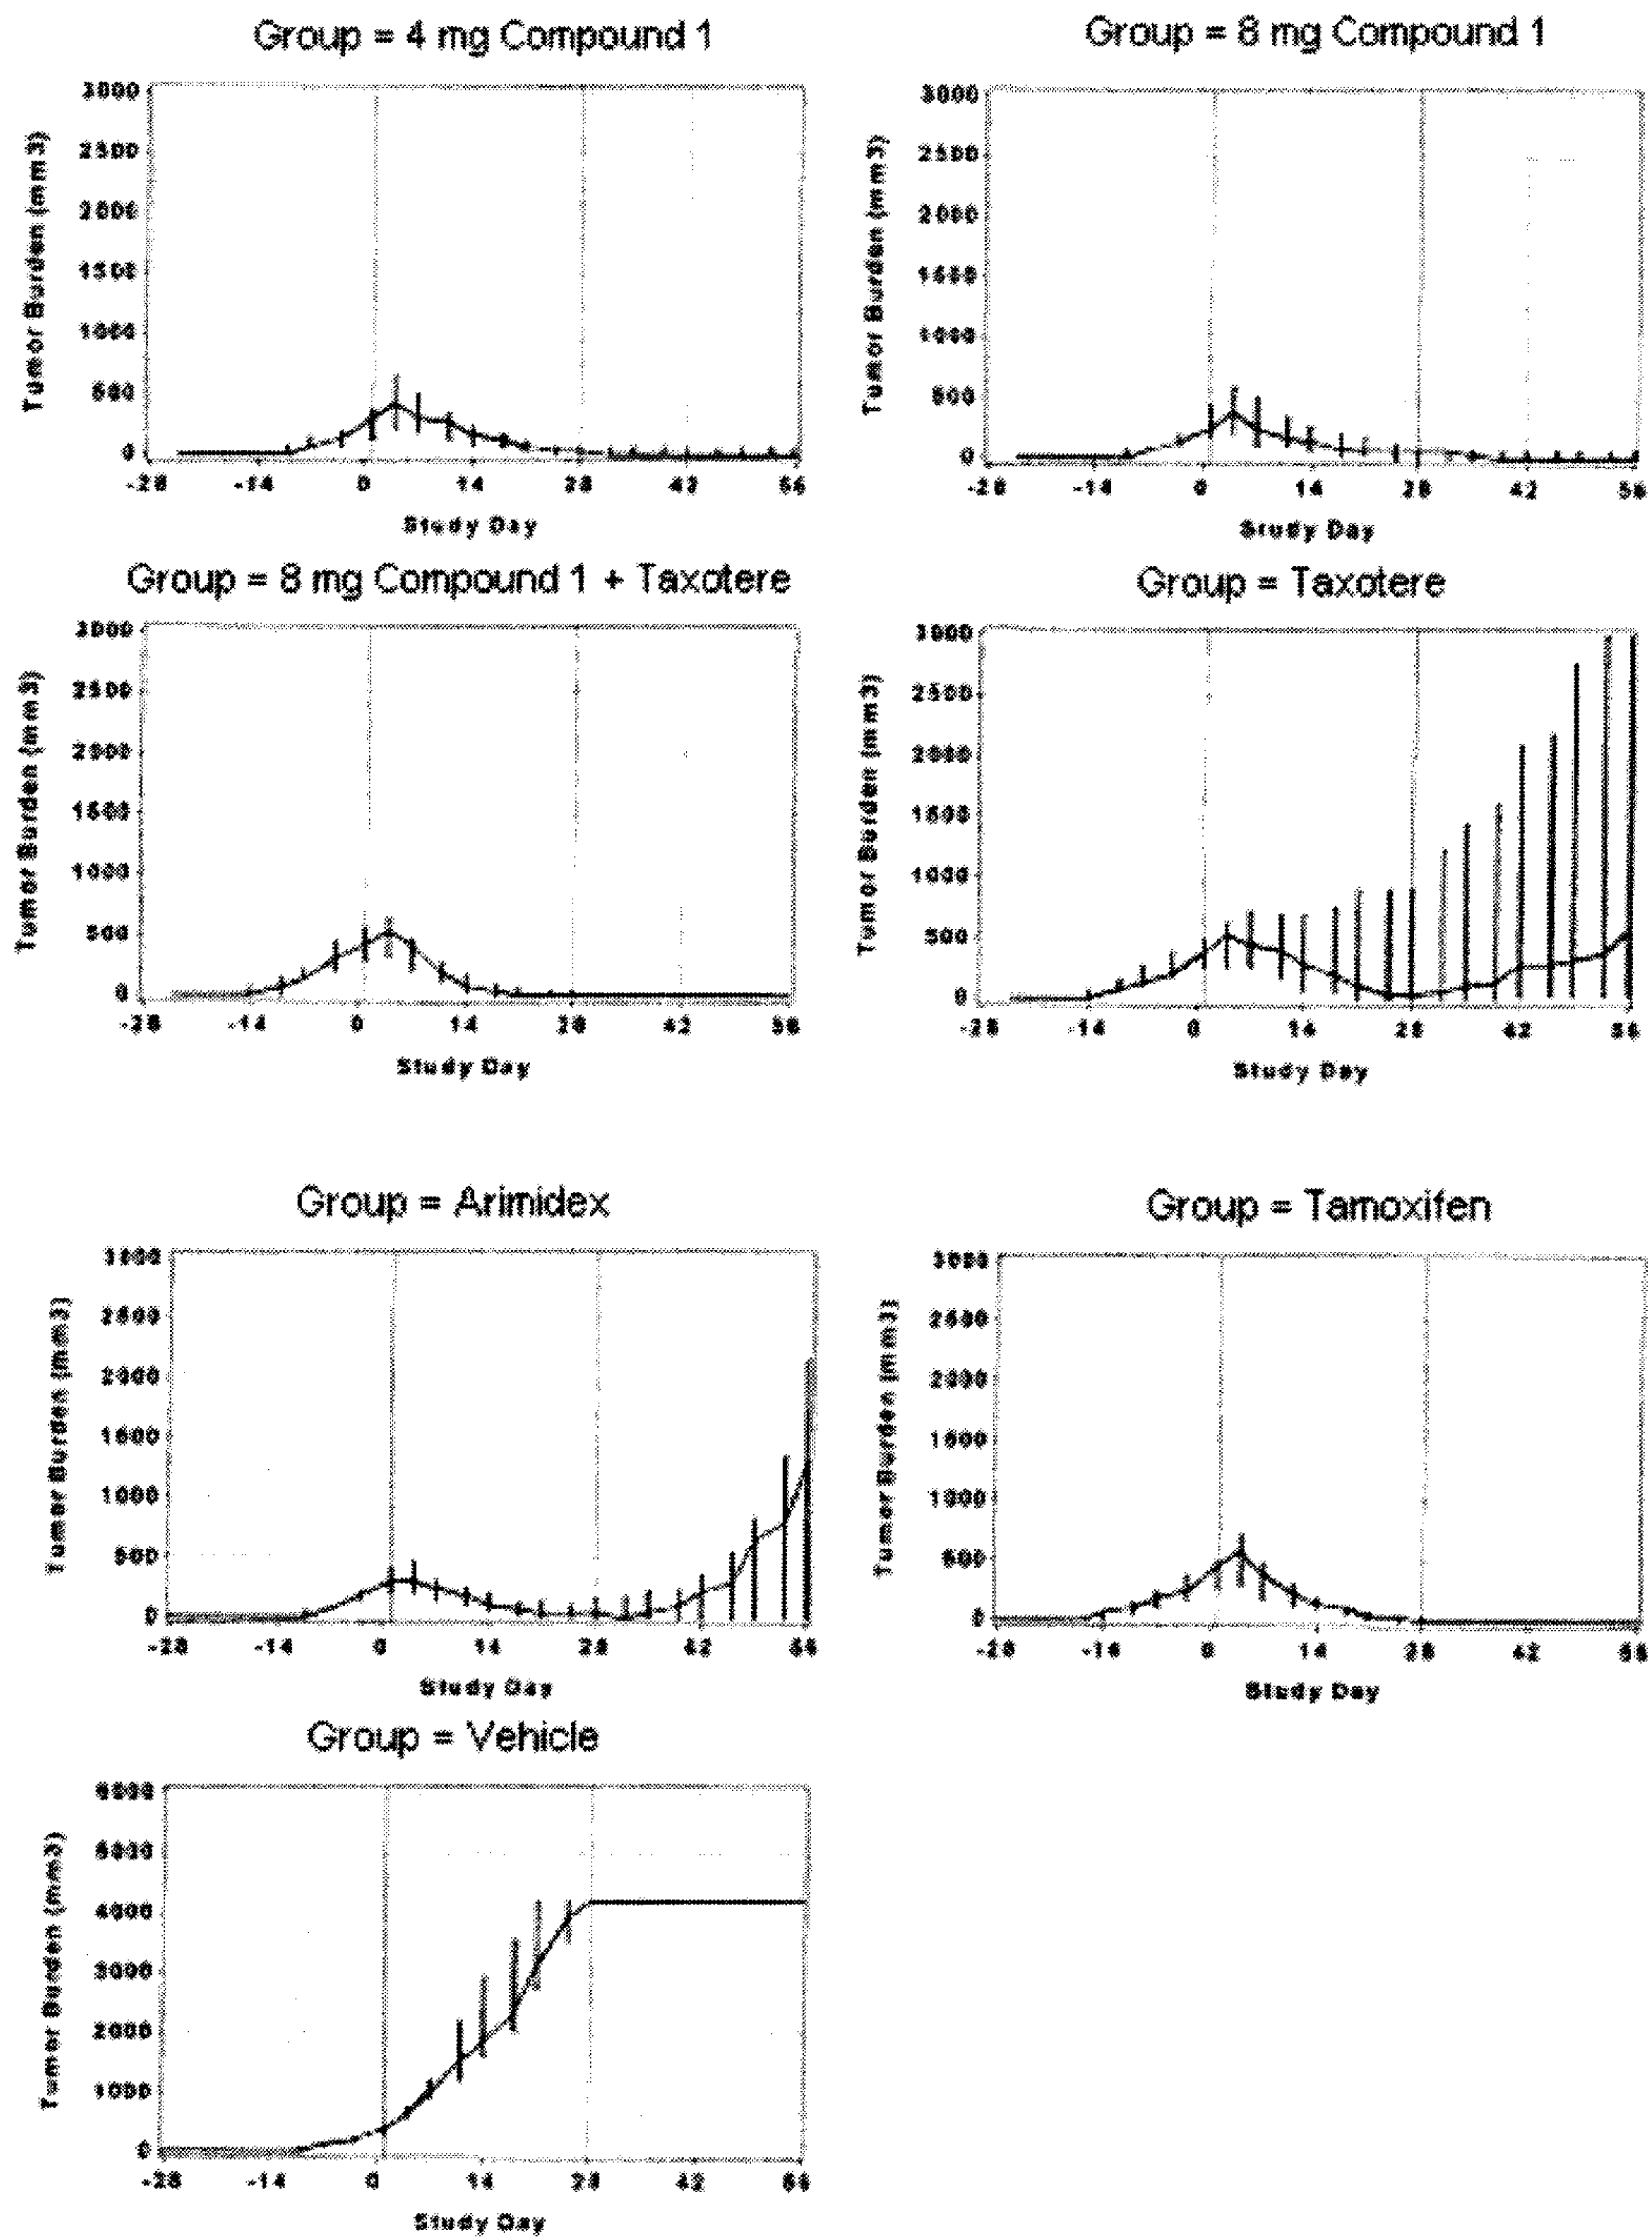 Group = 4 mg Compound 1
3000
2500
2000
1500
1000
500
0
Tumor Burden (mm3)
-28 -14 0 14 28 42 56
Study Day
Group = 8 mg Compound 1
3000
2500
2000
1500
1000
500
0
Tumor Burden (mm3)
-28 -14 0 14 28 42 56
Study Day
Group = 8 mg Compound 1 + Taxotere
3000
2500
2000
1500
1000
500
0
Tumor Burden (mm3)
-28 -14 0 14 28 42 56
Study Day
Group = Taxotere
3000
2500
2000
1500
1000
500
0
Tumor Burden (mm3)
-28 -14 0 14 28 42 56
Study Day
Group = Arimidex
3000
2500
2000
1500
1000
500
0
Tumor Burden (mm3)
-28 -14 0 14 28 42 56
Study Day
Group = Tamoxifen
3000
2500
2000
1500
1000
500
0
Tumor Burden (mm3)
-28 -14 0 14 28 42 56
Study Day
Group = Vehicle
6000
5000
4000
3000
2000
1000
0
Tumor Burden (mm3)
-28 -14 0 14 28 42 56
Study Day